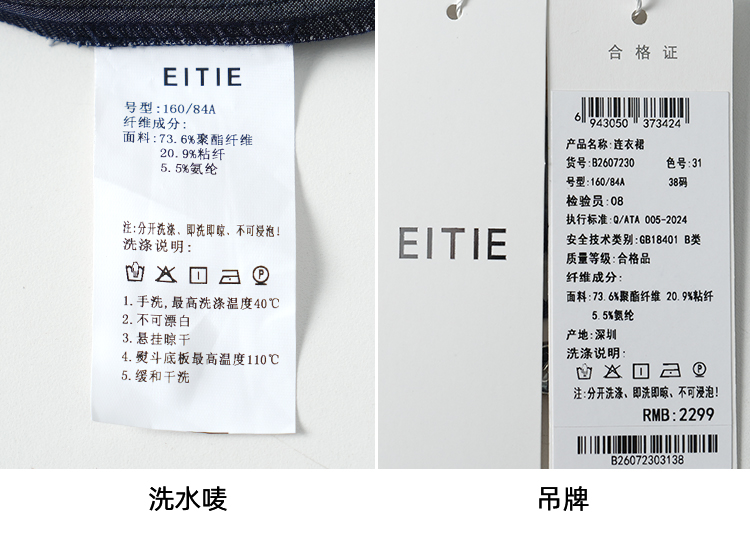 EITIE
号型:160/84A
纤维成分:
面料:73.6%聚酯纤维
20.9%粘纤
5.5%氨纶
注:分开洗涤、即洗即晾、不可浸泡!
洗涤说明:
1.手洗,最高洗涤温度40℃
2.不可漂白
3.悬挂晾干
4.熨斗底板最高温度110℃
5.缓和干洗
洗水唛
EITIE
合格证
6 943050 373424
产品名称:连衣裙
货号:B2607230 色号:31
号型:160/84A 38码
检验员:08
执行标准:Q/ATA 005-2024
安全技术类别:GB18401 B类
质量等级:合格品
纤维成分:
面料:73.6%聚酯纤维 20.9%粘纤
5.5%氨纶
产地:深圳
洗涤说明:
P
注:分开洗涤、即洗即晾、不可浸泡!
RMB:2299
B26072303138
吊牌